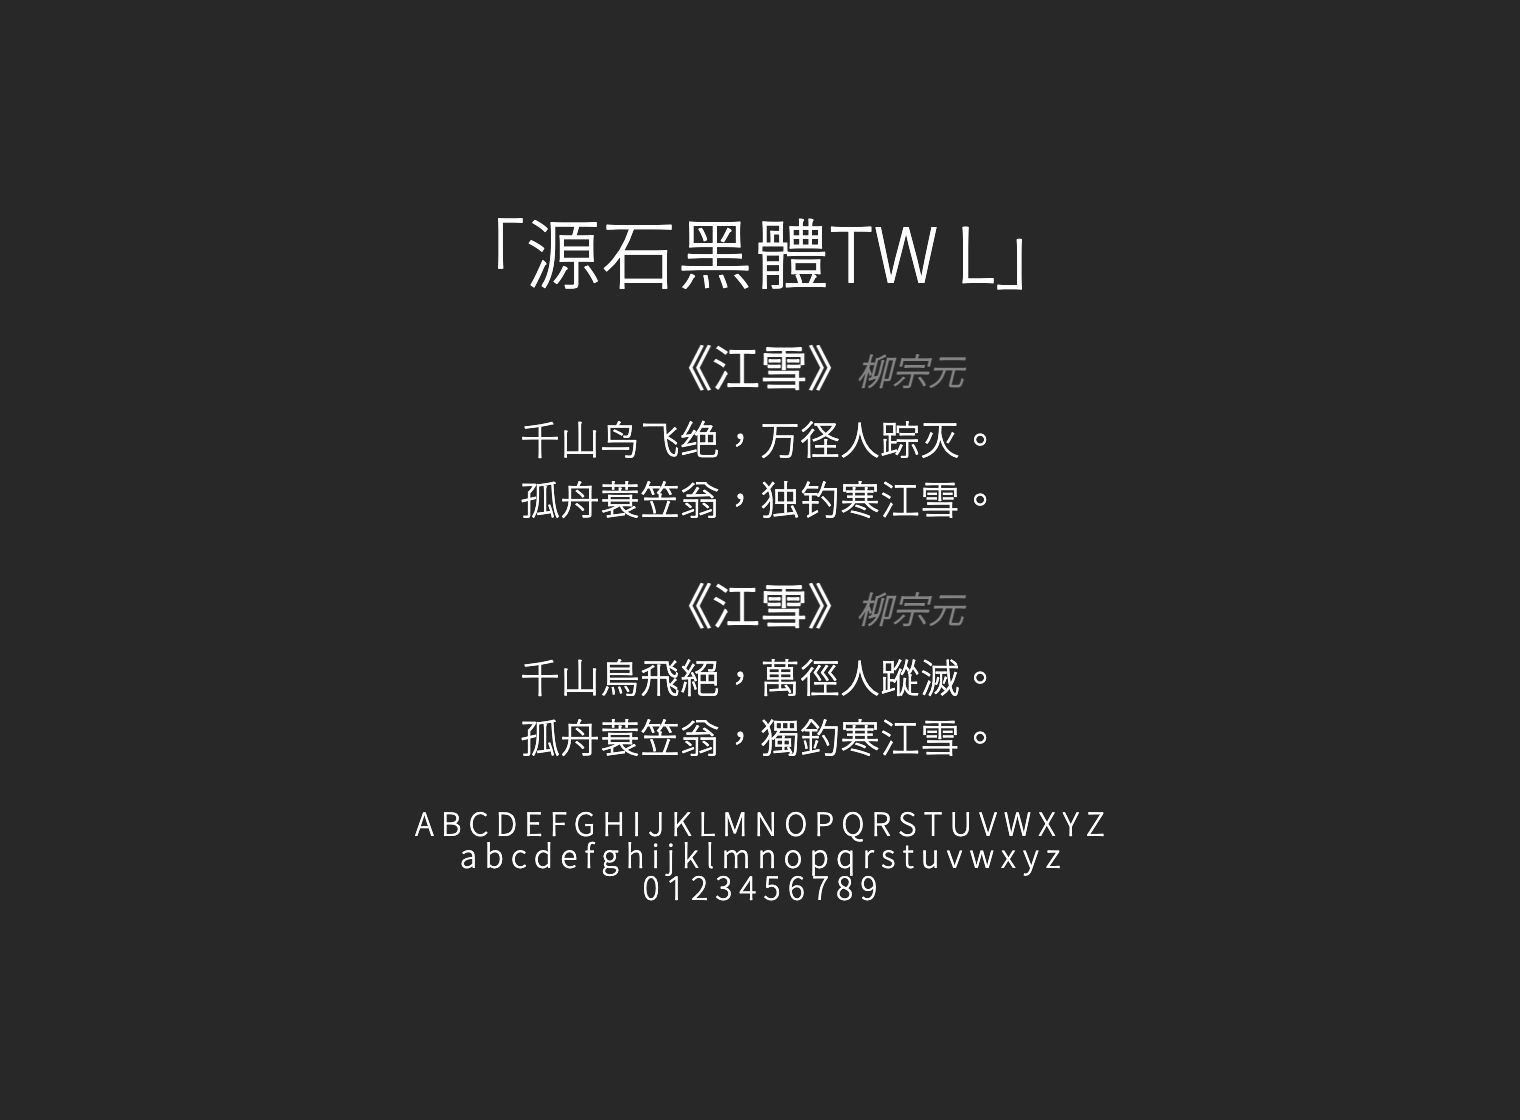 「源石黑體TW L」
《江雪》柳宗元
千山鸟飞绝，万径人踪灭。
孤舟蓑笠翁，独钓寒江雪。
《江雪》柳宗元
千山鳥飛絕，萬徑人蹤滅。
孤舟蓑笠翁，獨釣寒江雪。
A B C D E F G H I J K L M N O P Q R S T U V W X Y Z
a b c d e f g h i j k l m n o p q r s t u v w x y z
0 1 2 3 4 5 6 7 8 9